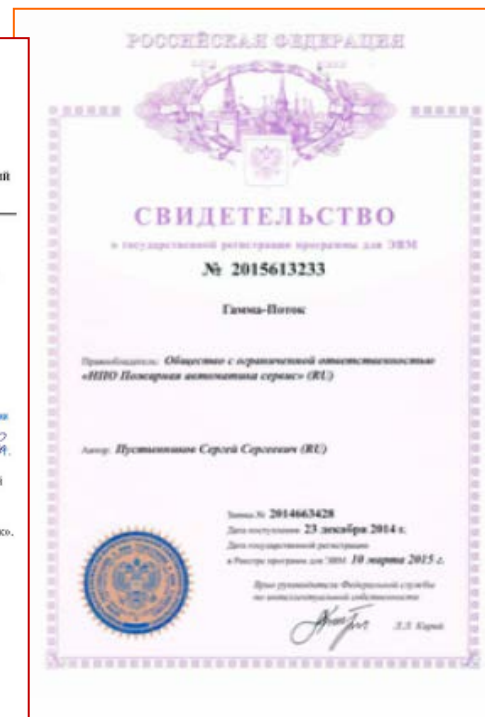 РОССИЙСКАЯ ФЕДЕРАЦИЯ
СВИДЕТЕЛЬСТВО
о государственной регистрации программы для ЭВМ
№ 2015613233
Гамма-Поток
Правообладатель: Общество с ограниченной ответственностью
«НПО Пожарная автоматика сервис» (RU)
Автор: Пустынников Сергей Сергеевич (RU)
Заявка № 2014663428
Дата поступления 23 декабря 2014 г.
Дата государственной регистрации
в Реестре программ для ЭВМ 10 марта 2015 г.
Врио руководителя Федеральной службы
по интеллектуальной собственности
Л.Л. Кирий